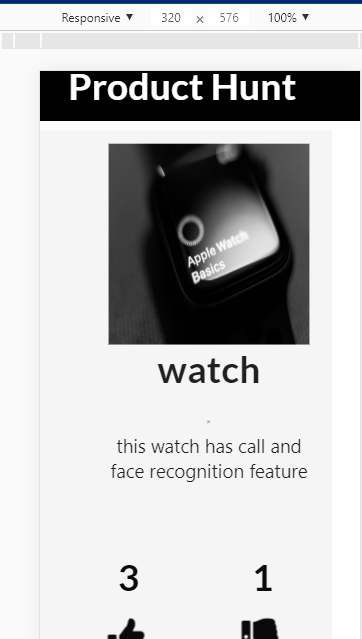 Responsive ▼ 320 × 576 100% ▼
Product Hunt
Apple Watch
Basics
watch
this watch has call and
face recognition feature
3 1